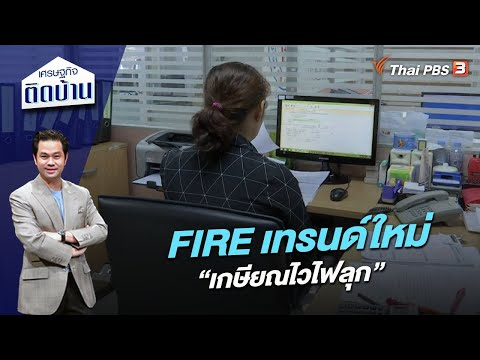 เศรษฐกิจ
ติดบ้าน
Thai PBS 3
FIRE เทรนด์ใหม่
“เกษียณไวไฟลุก”